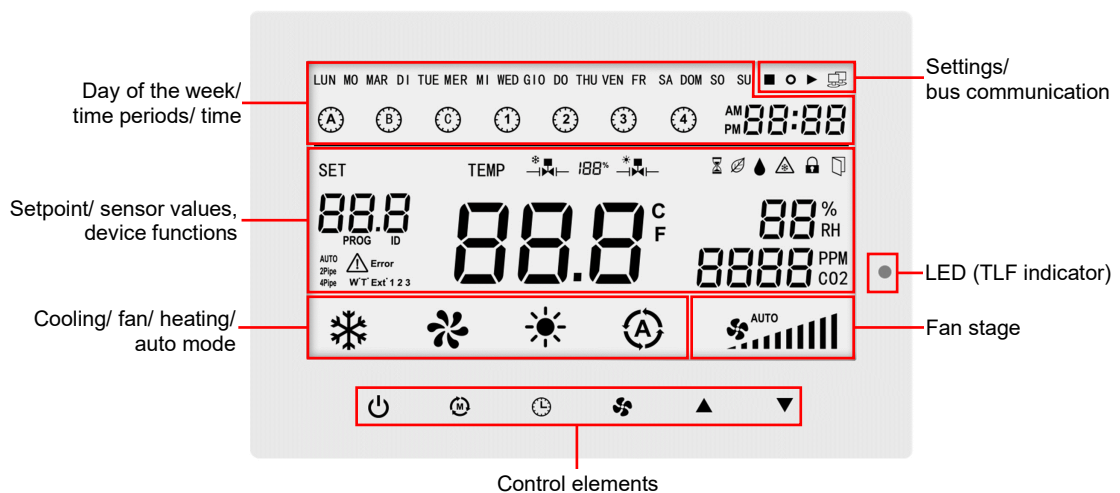 Day of the week/
time periods/ time
LUN MO MAR DI TUE MER MI WED GIO DO THU VEN FR SA DOM SO SU
Settings/
bus communication
A B C 1 2 3 4 AM PM 88:88
SET TEMP 188%
Setpoint/ sensor values,
device functions
88.8
PROG ID
88.8 C F
88 % RH
AUTO
2Pipe
4Pipe
Error
W T Ext 1 2 3
8888 PPM CO2
LED (TLF indicator)
Cooling/ fan/ heating/
auto mode
A
AUTO
Fan stage
M
Control elements